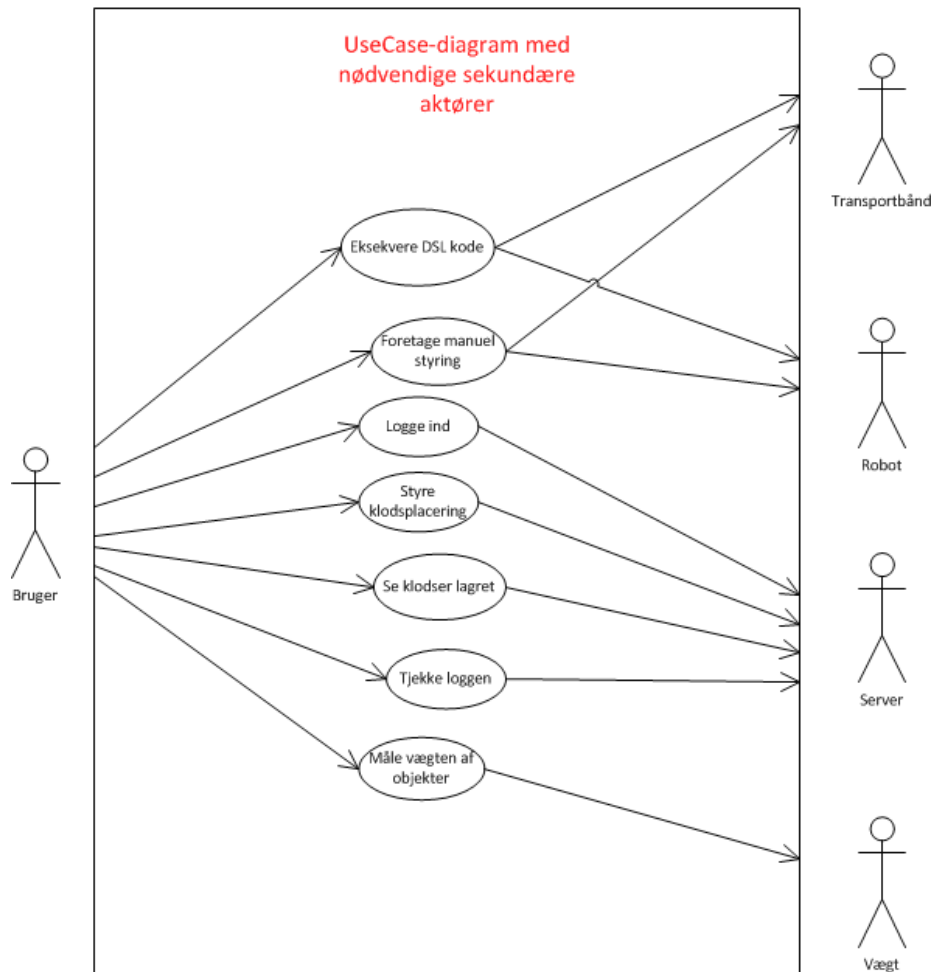 UseCase-diagram med
nødvendige sekundære
aktører
Transportbånd
Eksekvere DSL kode
Foretage manuel
styring
Logge ind
Robot
Styre
klodsplacering
Bruger
Se klodser lagret
Tjekke loggen
Server
Måle vægten af
objekter
Vægt